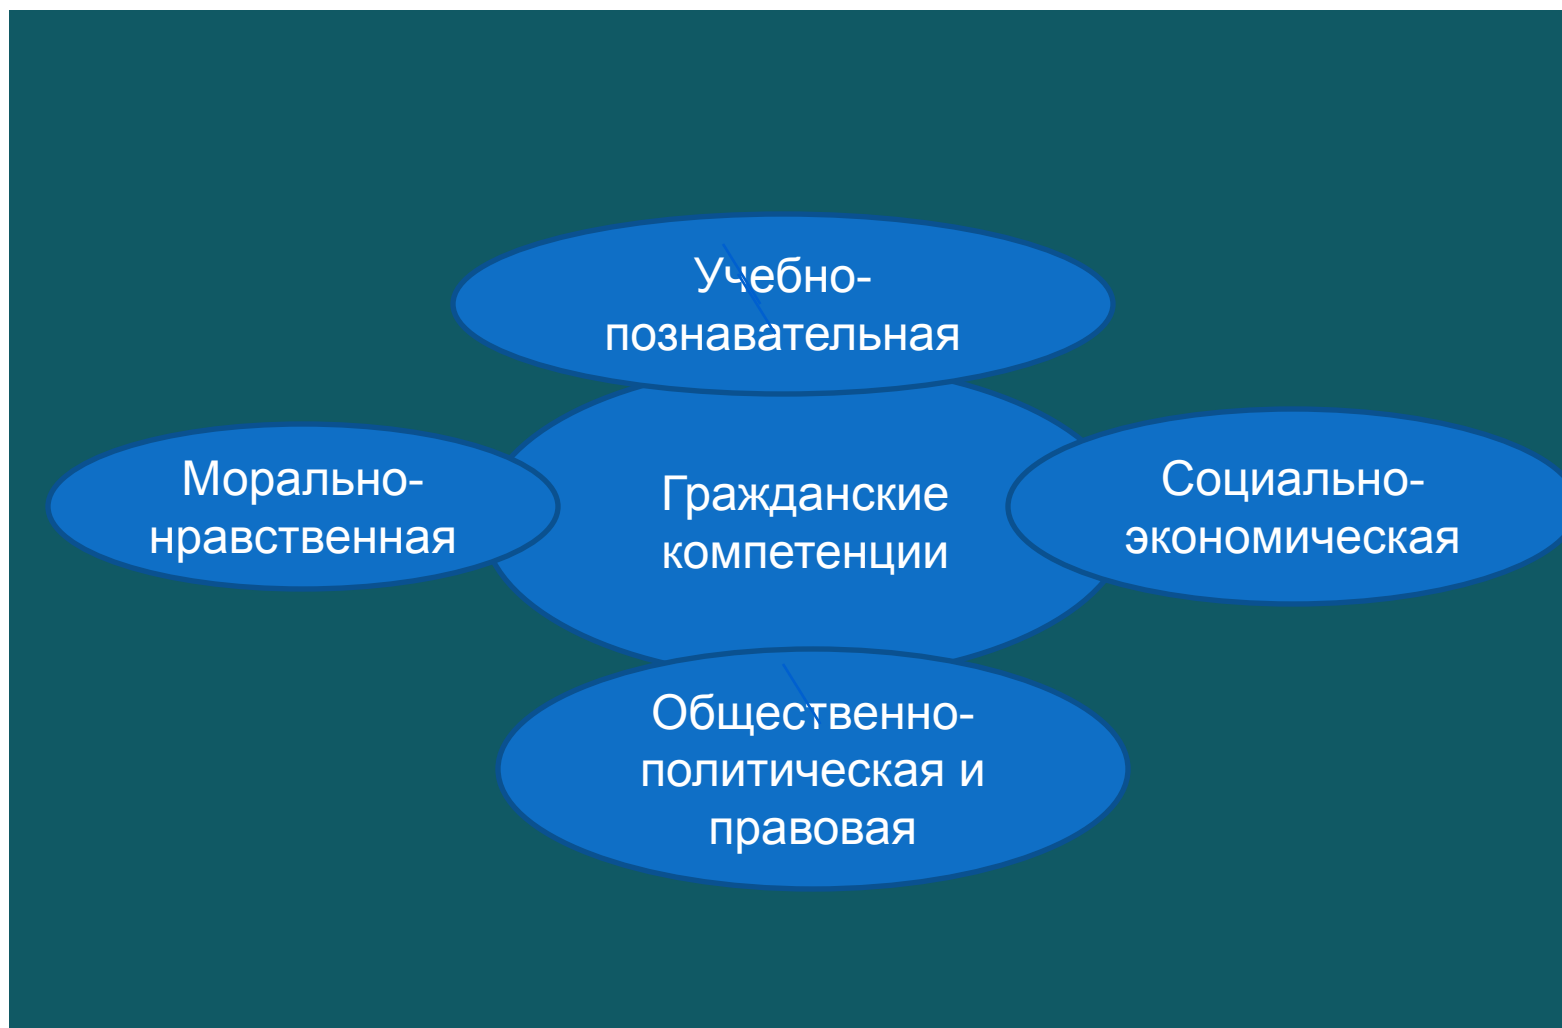 Учебно-
познавательная
Морально-
нравственная
Гражданские
компетенции
Социально-
экономическая
Общественно-
политическая и
правовая